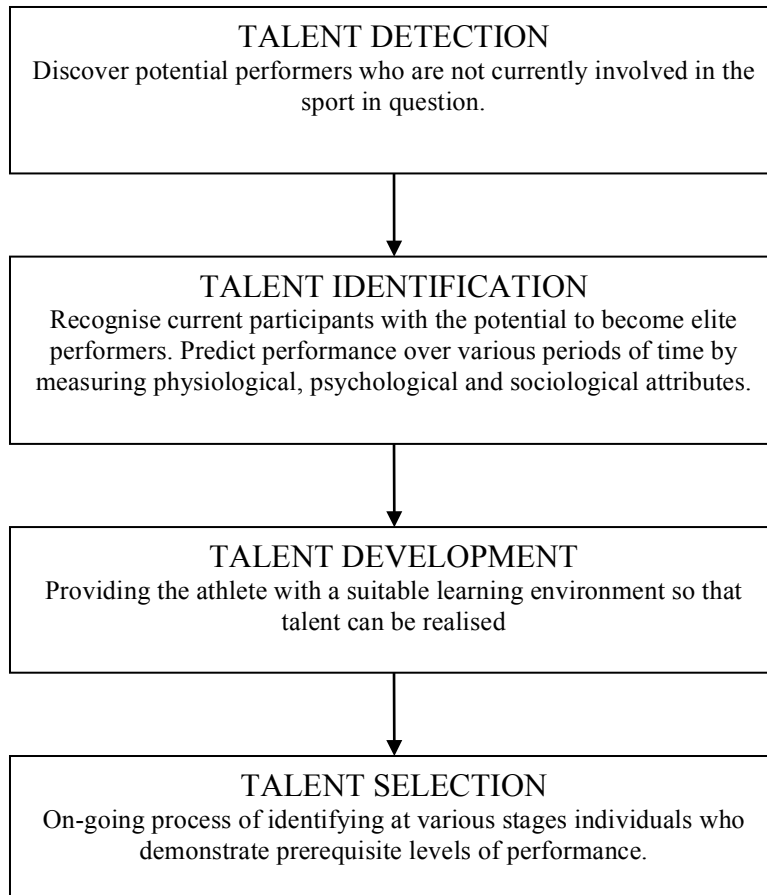 TALENT DETECTION
Discover potential performers who are not currently involved in the
sport in question.
TALENT IDENTIFICATION
Recognise current participants with the potential to become elite
performers. Predict performance over various periods of time by
measuring physiological, psychological and sociological attributes.
TALENT DEVELOPMENT
Providing the athlete with a suitable learning environment so that
talent can be realised
TALENT SELECTION
On-going process of identifying at various stages individuals who
demonstrate prerequisite levels of performance.